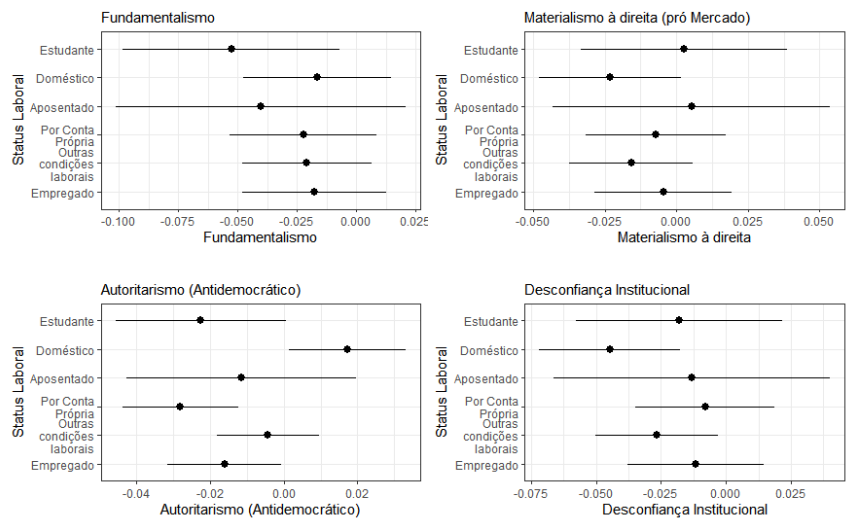 Fundamentalismo
Status Laboral
Estudante
Doméstico
Aposentado
Por Conta
Própria
Outras
condições
laborais
Empregado
-0.100 -0.075 -0.050 -0.025 0.000 0.025
Fundamentalismo
Materialismo à direita (pró Mercado)
Status Laboral
Estudante
Doméstico
Aposentado
Por Conta
Própria
Outras
condições
laborais
Empregado
-0.050 -0.025 0.000 0.025 0.050
Materialismo à direita
Autoritarismo (Antidemocrático)
Status Laboral
Estudante
Doméstico
Aposentado
Por Conta
Própria
Outras
condições
laborais
Empregado
-0.04 -0.02 0.00 0.02
Autoritarismo (Antidemocrático)
Desconfiança Institucional
Status Laboral
Estudante
Doméstico
Aposentado
Por Conta
Própria
Outras
condições
laborais
Empregado
-0.075 -0.050 -0.025 0.000 0.025
Desconfiança Institucional